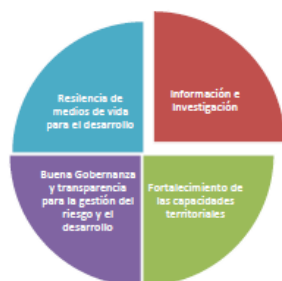 Resilencia de
medios de vida
para el desarrollo
Información e
Investigación
Buena Gobernanza
y transparencia
para la gestión del
riesgo y el
desarrollo
Fortalecimiento de
las capacidades
territoriales